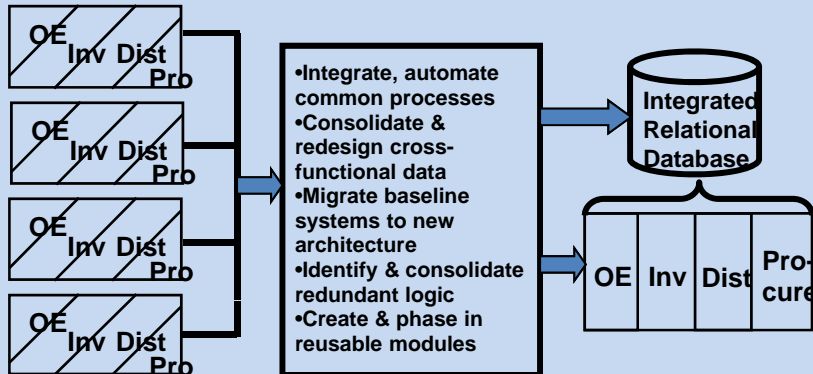 OE Inv Dist Pro
OE Inv Dist Pro
OE Inv Dist Pro
OE Inv Dist Pro
•Integrate, automate
common processes
•Consolidate &
redesign cross-
functional data
•Migrate baseline
systems to new
architecture
•Identify & consolidate
redundant logic
•Create & phase in
reusable modules
Integrated
Relational
Database
OE Inv Dist Pro-
cure